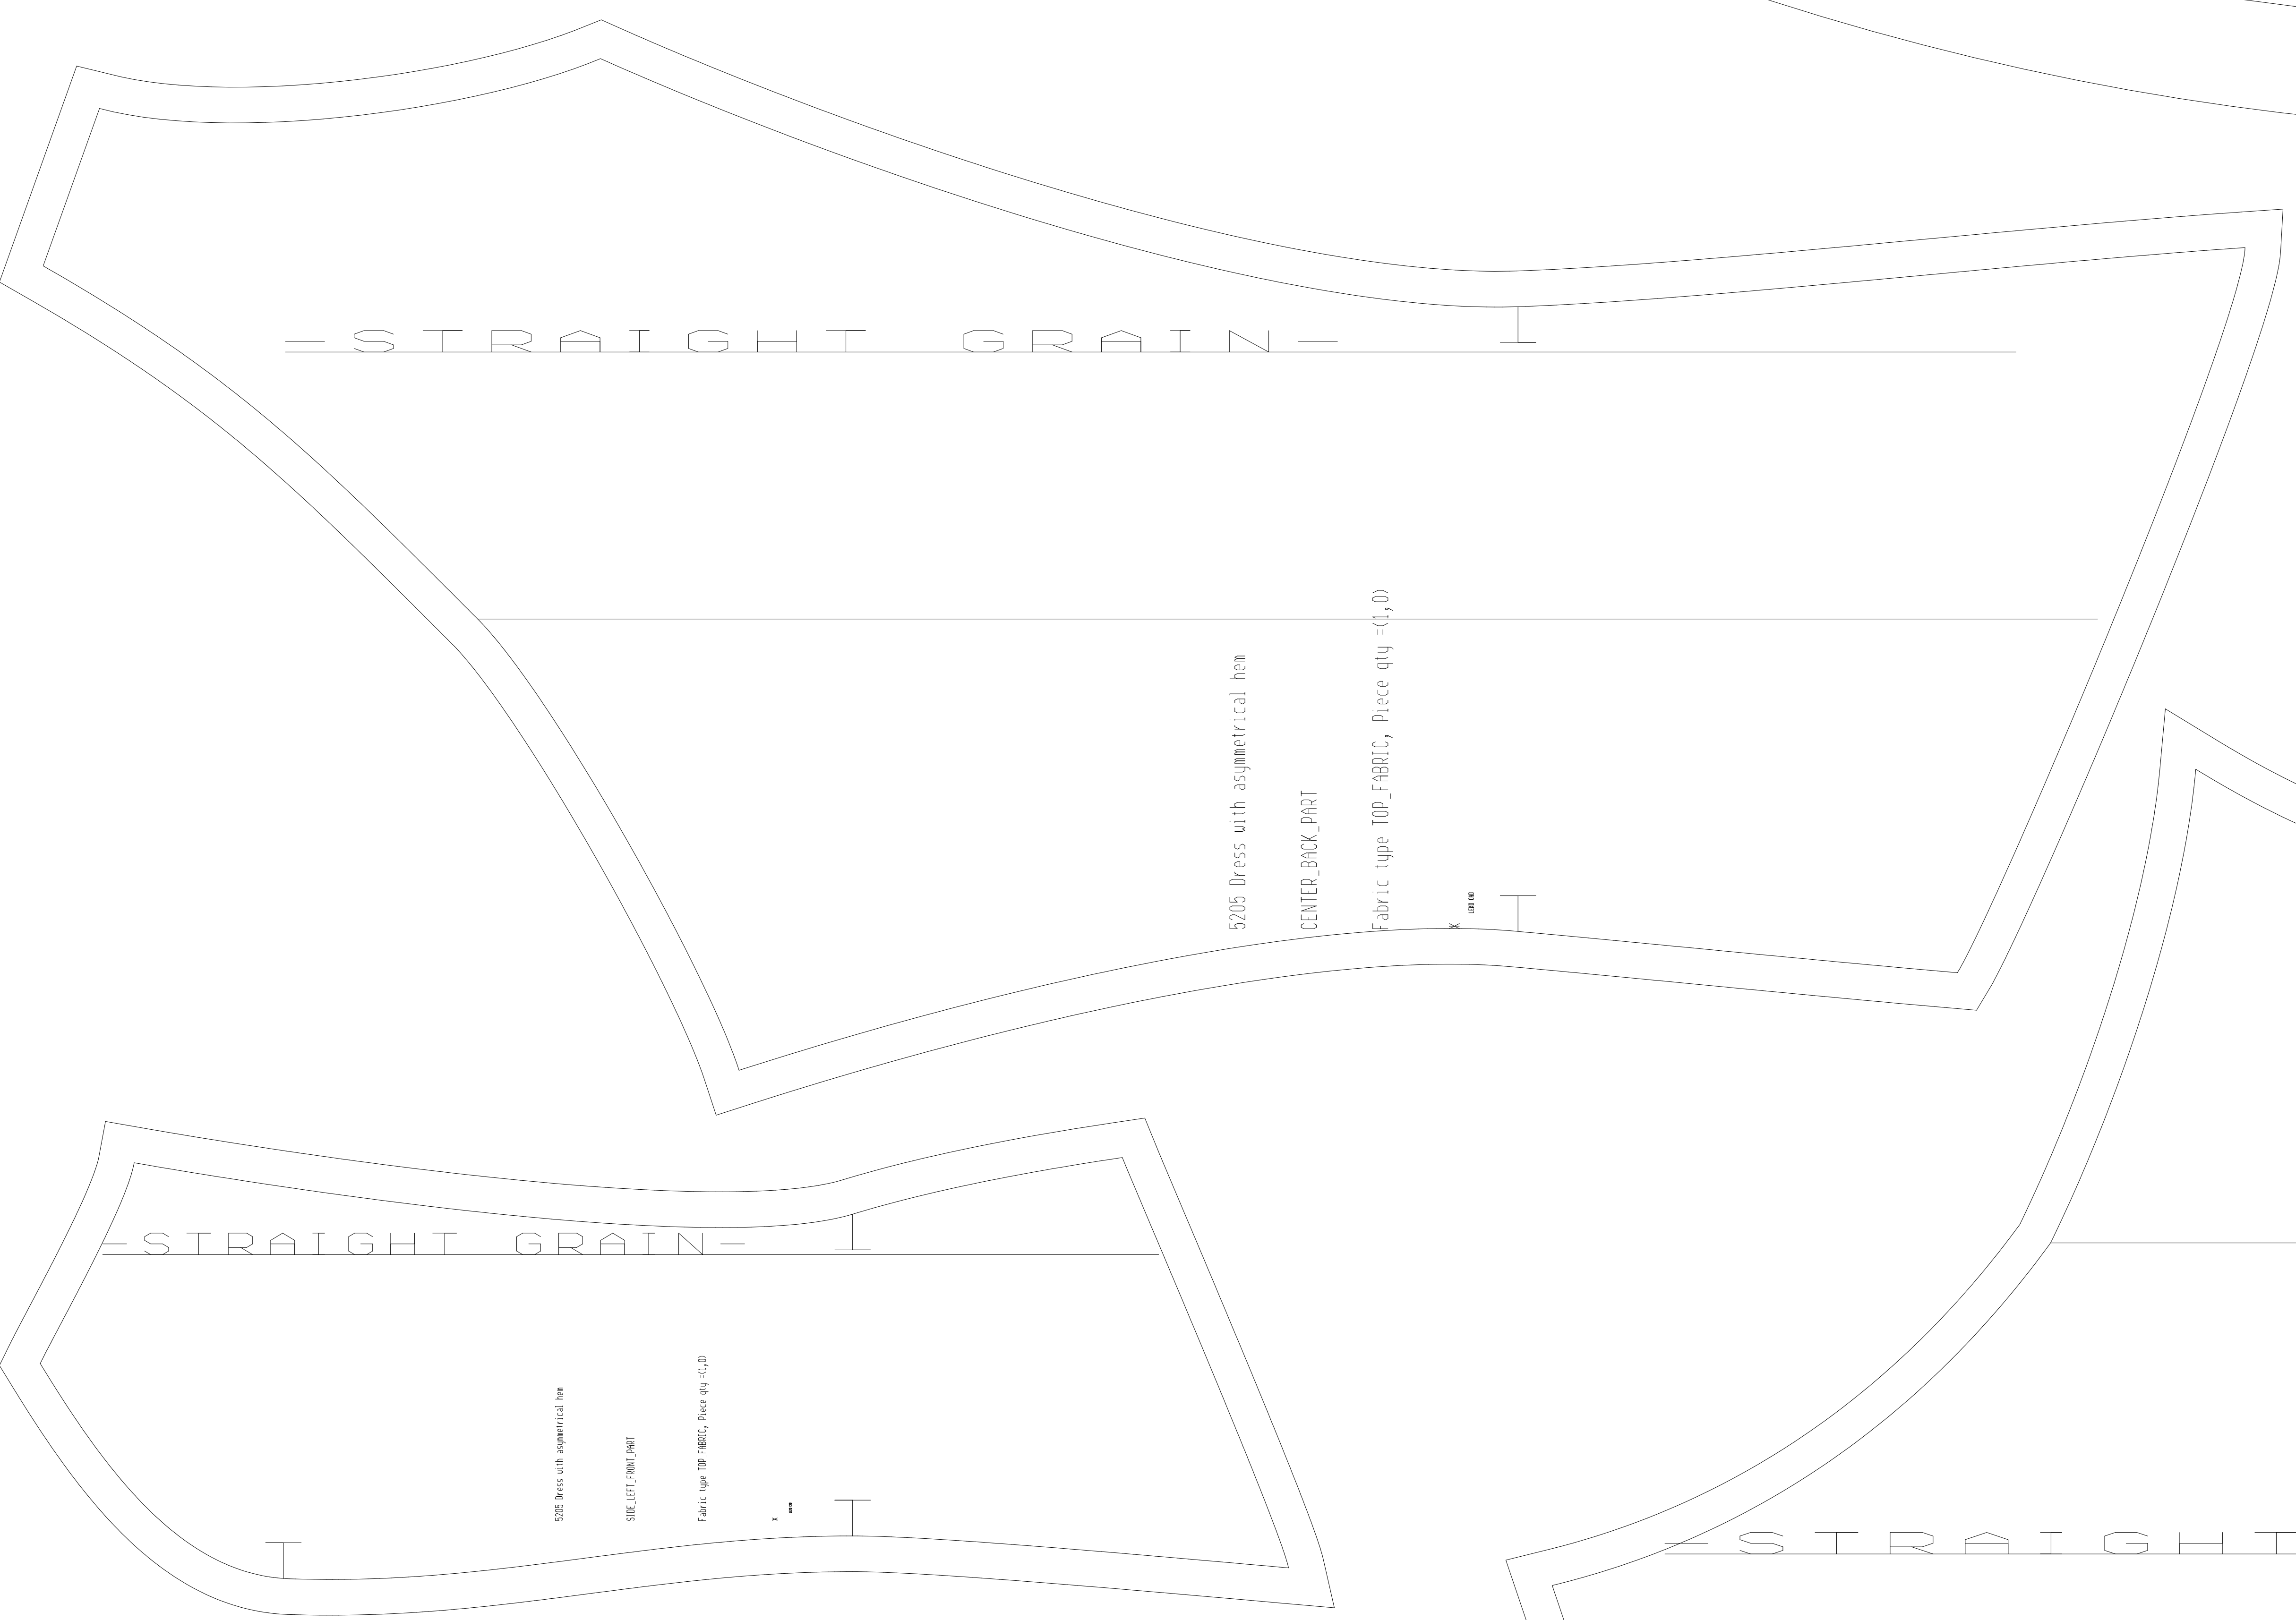 -STRAIGHT GRAIN-
5205 Dress with asymmetrical hem
CENTER_BACK_PART
Fabric type TOP_FABRIC, Piece qty =(1,0)
X
-STRAIGHT GRAIN-
5205 Dress with asymmetrical hem
SIDE_LEFT_FRONT_PART
Fabric type TOP_FABRIC, Piece qty =(1,0)
X
-STRAIGHT